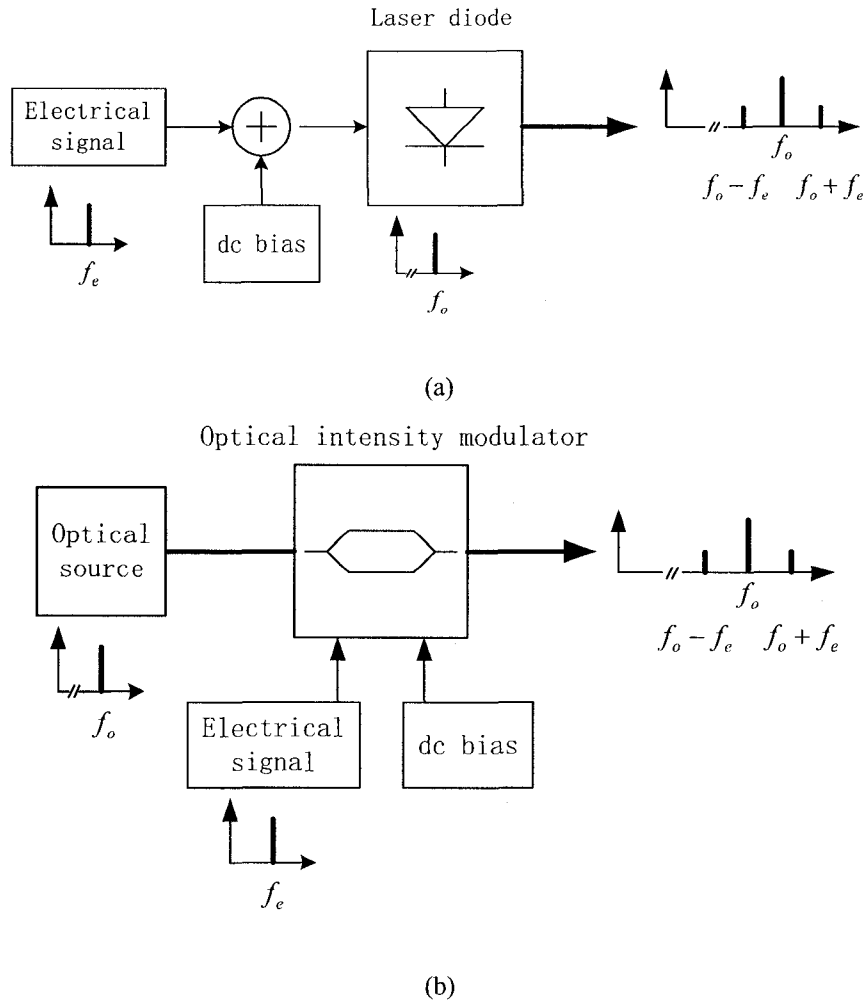 Laser diode
Electrical
signal
+
dc bias
f_e
f_o
f_o
f_o − f_e f_o + f_e
(a)
Optical intensity modulator
Optical
source
f_o
Electrical
signal
dc bias
f_e
f_o
f_o − f_e f_o + f_e
(b)